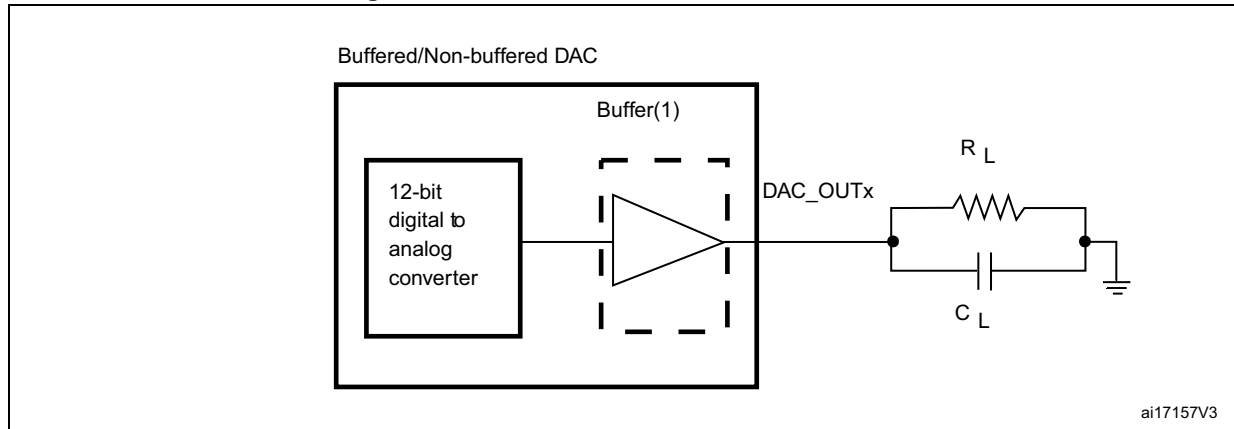 Buffered/Non-buffered DAC
Buffer(1)
12-bit
digital to
analog
converter
DAC_OUTx
R L
C L
ai17157V3